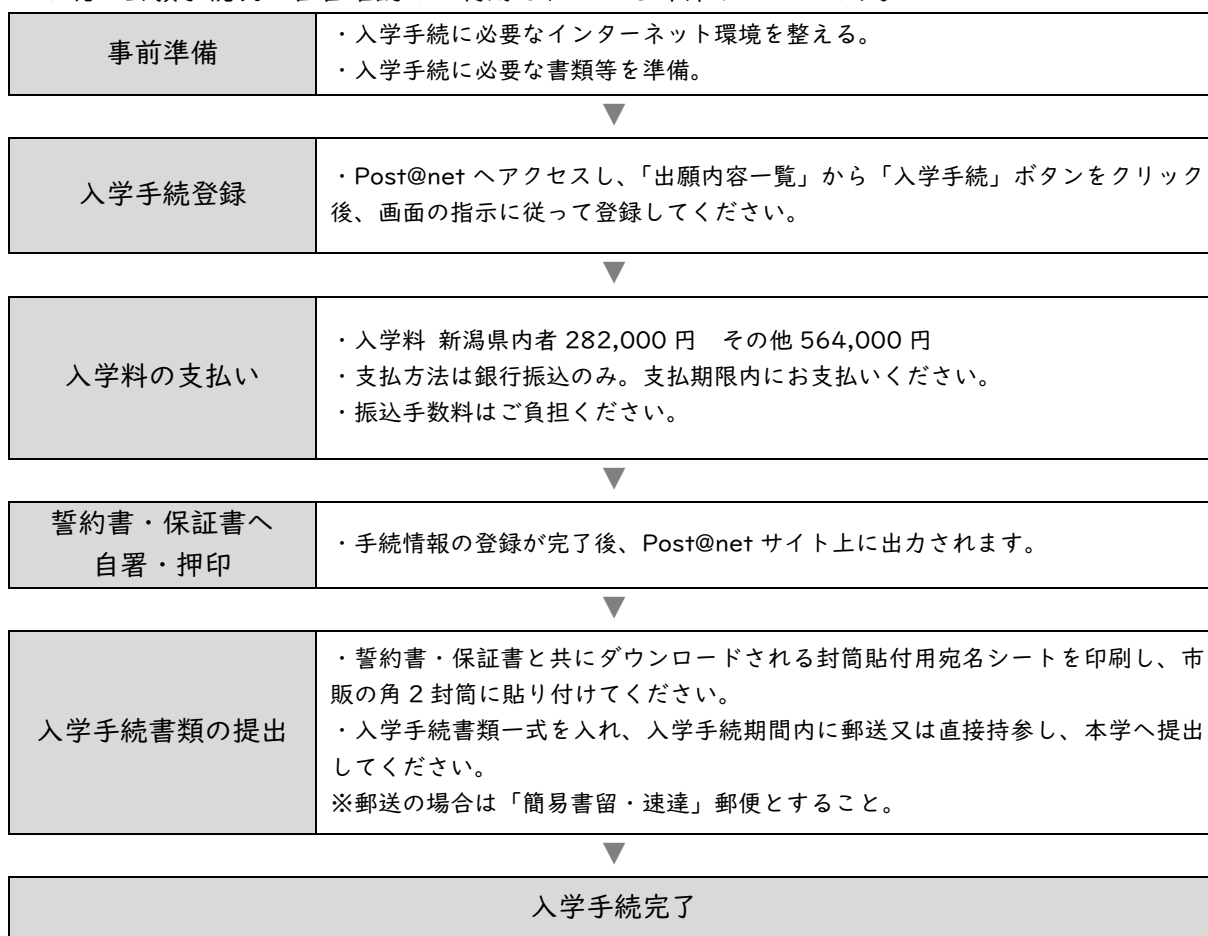 事前準備
・入学手続に必要なインターネット環境を整える。
・入学手続に必要な書類等を準備。
▼
入学手続登録
・Post@net へアクセスし、「出願内容一覧」から「入学手続」ボタンをクリック
後、画面の指示に従って登録してください。
▼
入学料の支払い
・入学料 新潟県内者 282,000 円　その他 564,000 円
・支払方法は銀行振込のみ。支払期限内にお支払いください。
・振込手数料はご負担ください。
▼
誓約書・保証書へ
自署・押印
・手続情報の登録が完了後、Post@net サイト上に出力されます。
▼
入学手続書類の提出
・誓約書・保証書と共にダウンロードされる封筒貼付用宛名シートを印刷し、市
販の角 2 封筒に貼り付けてください。
・入学手続書類一式を入れ、入学手続期間内に郵送又は直接持参し、本学へ提出
してください。
※郵送の場合は「簡易書留・速達」郵便とすること。
▼
入学手続完了